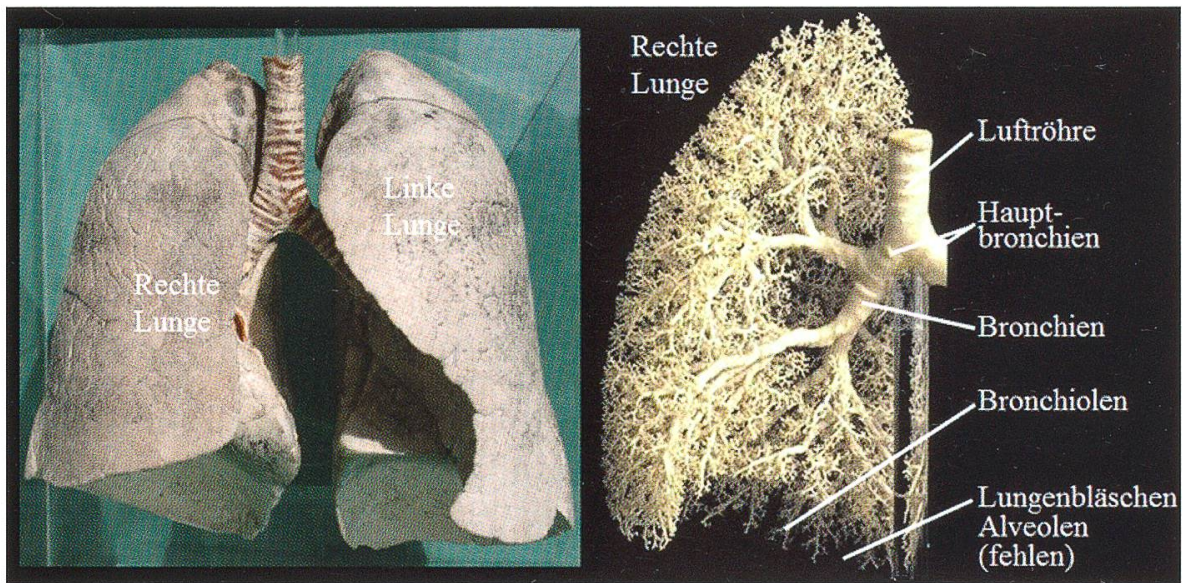 Rechte
Lunge
Linke
Lunge
Rechte
Lunge
Luftröhre
Haupt-
bronchien
Bronchien
Bronchiolen
Lungenbläschen
Alveolen
(fehlen)